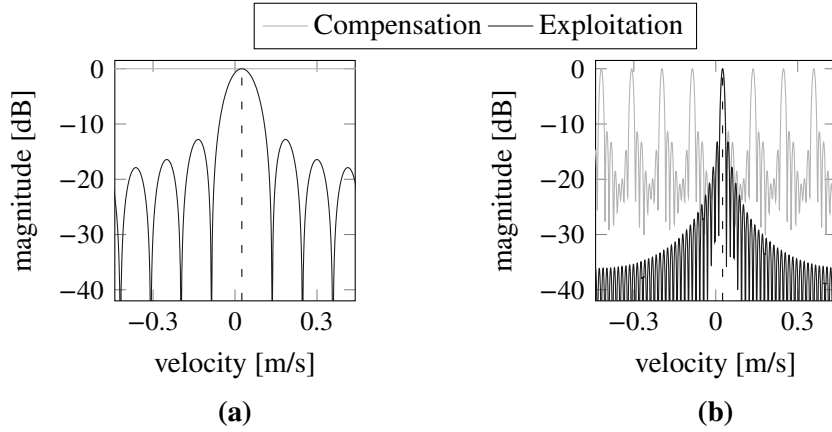 Compensation Exploitation
0
−10
−20
−30
−40
magnitude [dB]
−0.3 0 0.3
velocity [m/s]
(a)
0
−10
−20
−30
−40
magnitude [dB]
−0.3 0 0.3
velocity [m/s]
(b)